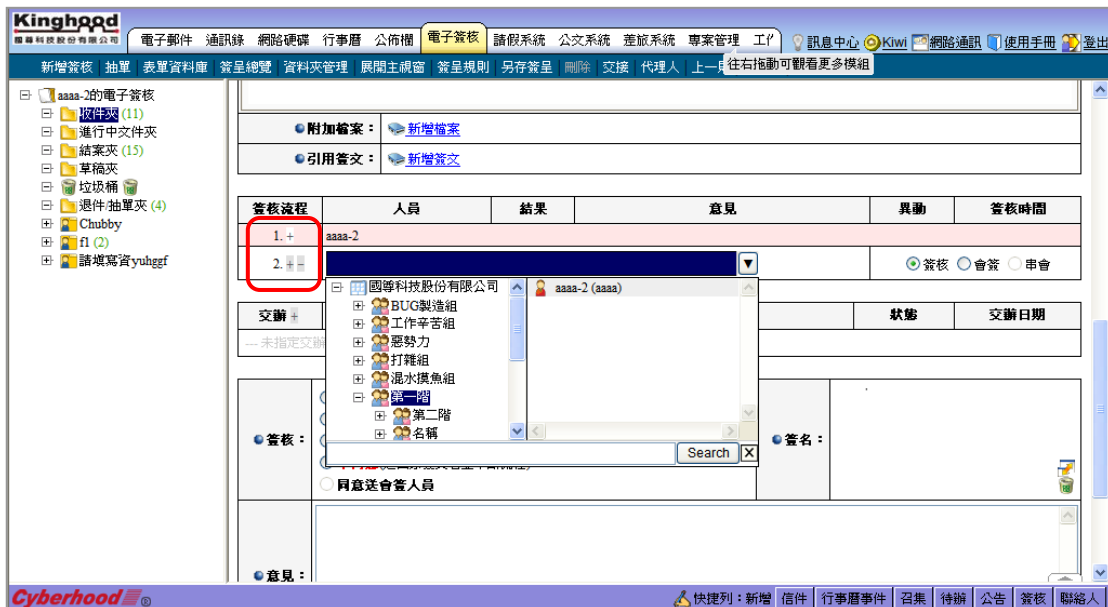 Kinghood
國尊科技股份有限公司
電子郵件 通訊錄 網路硬碟 行事曆 公佈欄 電子簽核 請假系統 公文系統 差旅系統 專案管理
訊息中心 Kiwi 網路通訊 使用手冊 登出
新增簽核 抽單 表單資料庫 簽呈總覽 資料夾管理 展開主視窗 簽呈規則 另存簽呈 刪除 交接 代理人
往右拖動可觀看更多模組
aaaa-2的電子簽核
收件夾 (11)
進行中文件夾
結案夾 (15)
草稿夾
垃圾桶
退件/抽單夾 (4)
Chubby
f1 (2)
請填寫資yuhggf
附加檔案： 新增檔案
引用簽文： 新增簽文
簽核流程 人員 結果 意見 異動 簽核時間
1. + aaaa-2
2. + − 簽核 會簽 串會
國尊科技股份有限公司
BUG製造組
工作辛苦組
惡勢力
打雜組
混水摸魚組
第一階
第二階
名稱
aaaa-2 (aaaa)
Search X
交辦 + 狀態 交辦日期
--- 未指定交辦
簽核： 簽名：
同意送會簽人員
意見：
Cyberhood
快捷列：新增 信件 行事曆事件 召集 待辦 公告 簽核 聯絡人